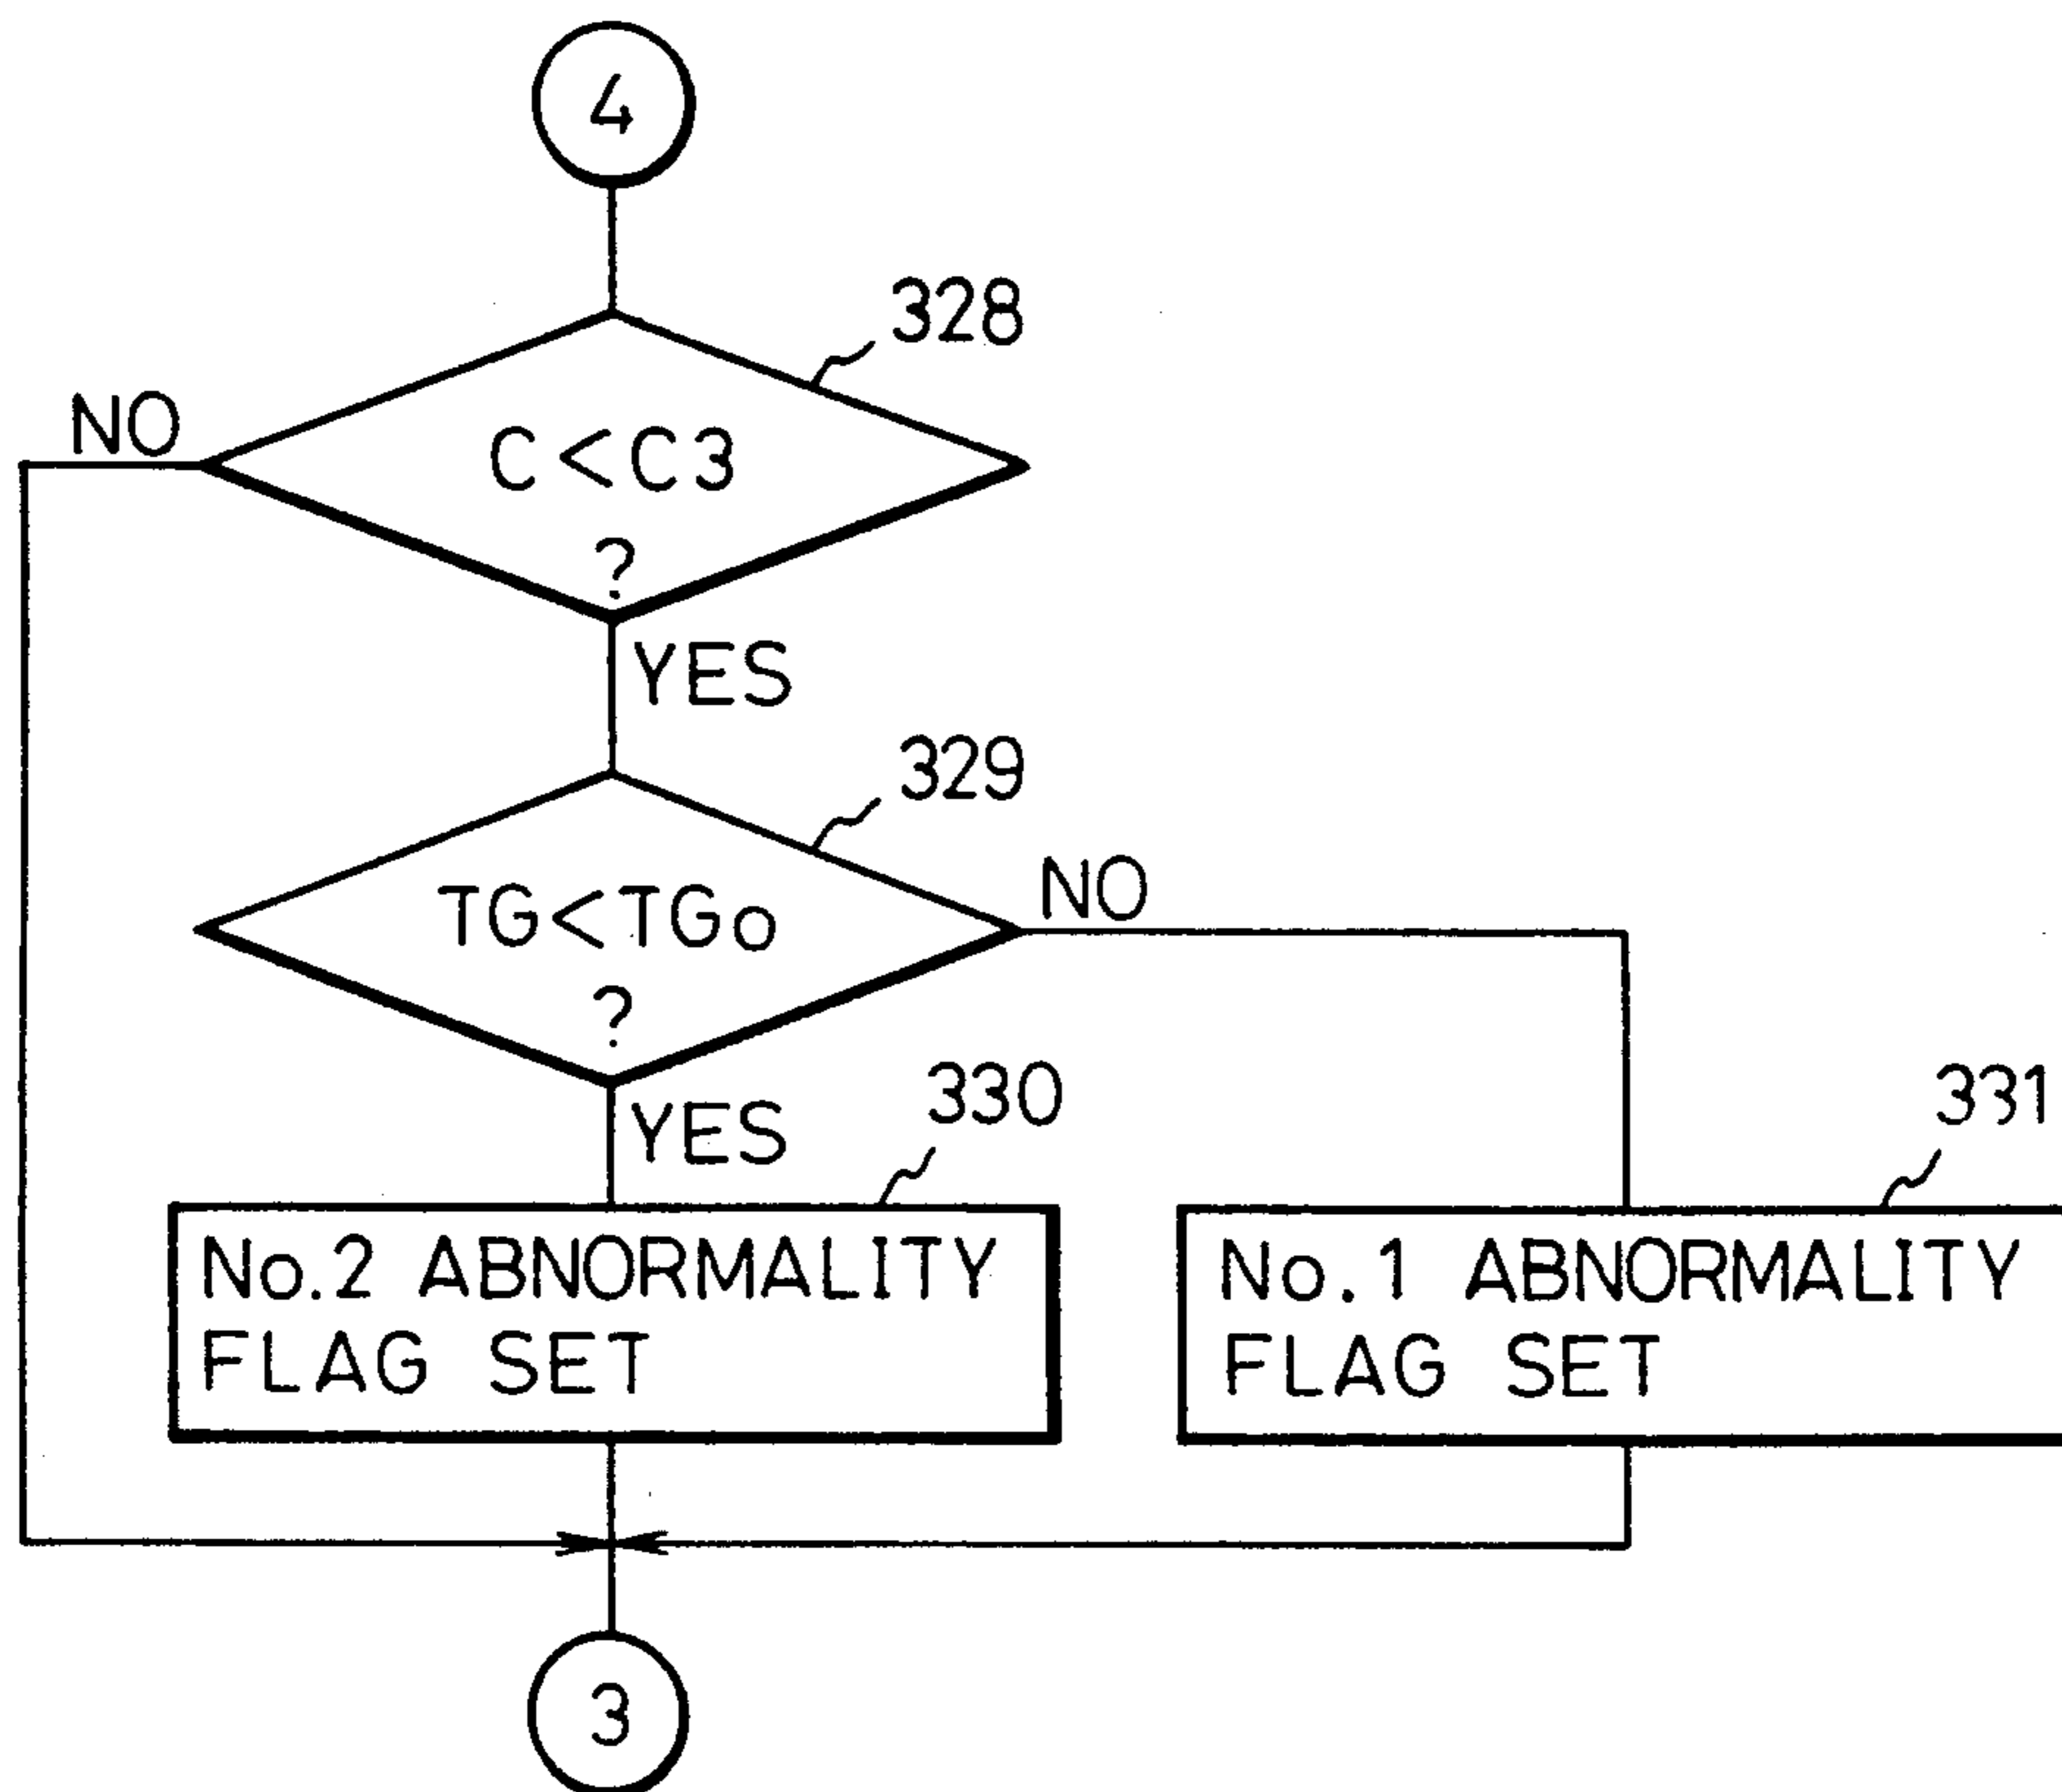 4
328
NO
C<C3
?
YES
329
NO
TG<TGo
?
YES
330
331
No.2 ABNORMALITY
FLAG SET
No.1 ABNORMALITY
FLAG SET
3